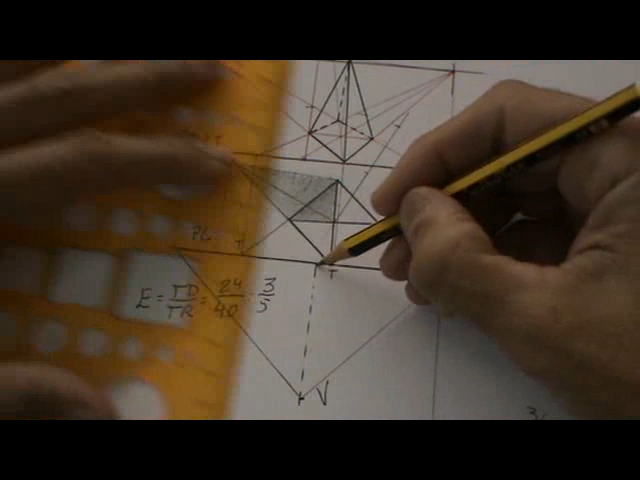 PL
T
E = TD/TR = 24/40 = 3/5
T
V